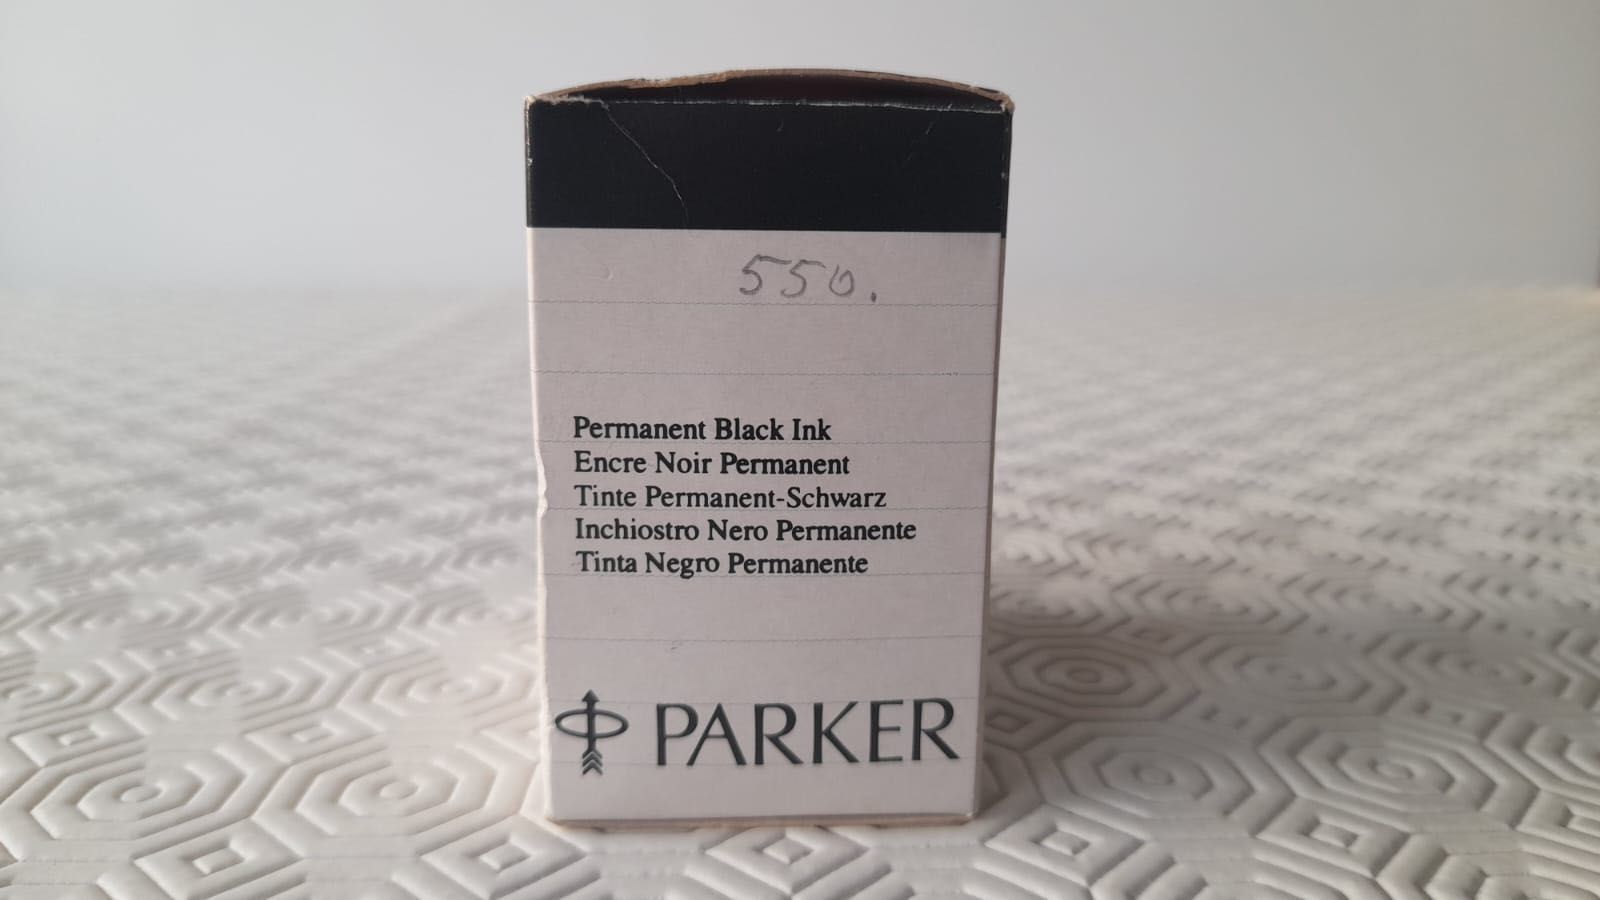 550.
Permanent Black Ink
Encre Noir Permanent
Tinte Permanent-Schwarz
Inchiostro Nero Permanente
Tinta Negro Permanente
PARKER